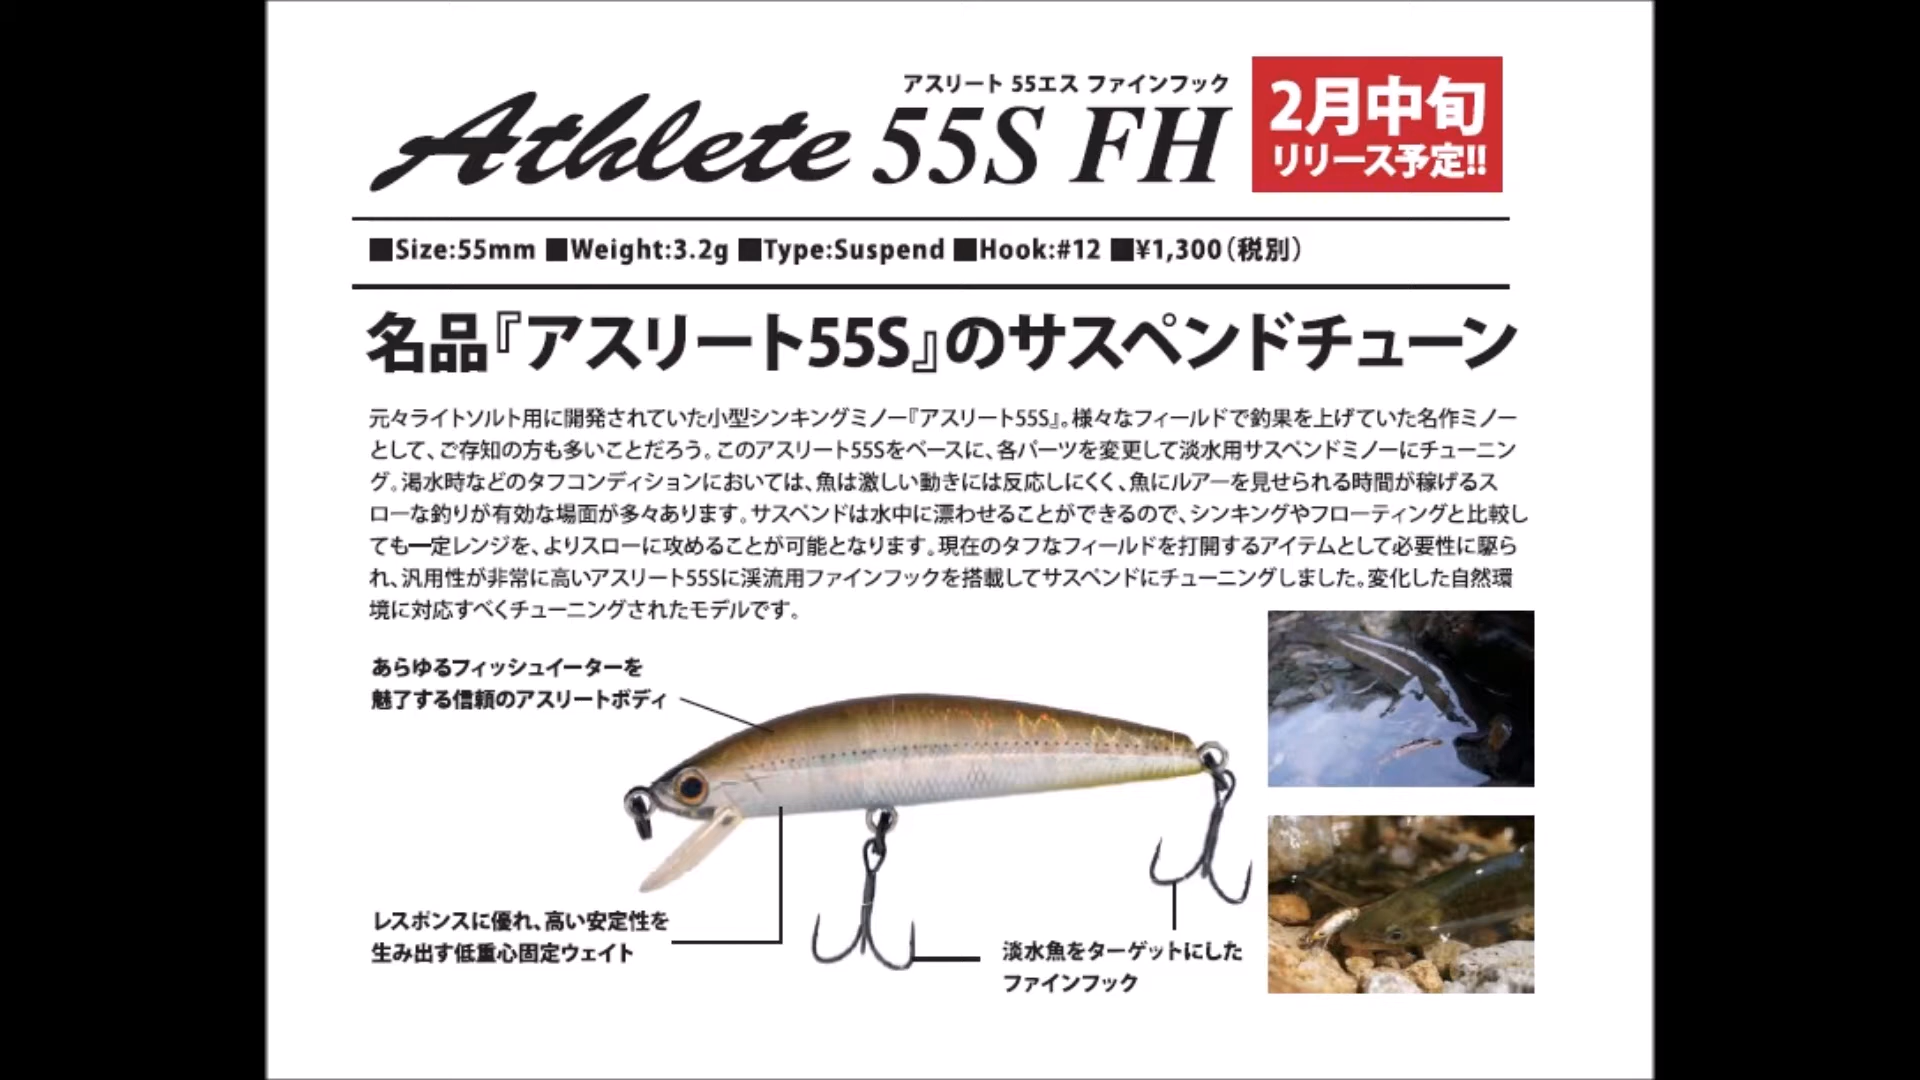 アスリート 55エス ファインフック
Athlete 55S FH
2月中旬
リリース予定!!
■Size:55mm ■Weight:3.2g ■Type:Suspend ■Hook:#12 ■¥1,300(税別)
名品『アスリート55S』のサスペンドチューン
元々ライトソルト用に開発されていた小型シンキングミノー『アスリート55S』。様々なフィールドで釣果を上げていた名作ミノー
として、ご存知の方も多いことだろう。このアスリート55Sをベースに、各パーツを変更して淡水用サスペンドミノーにチューニン
グ。渇水時などのタフコンディションにおいては、魚は激しい動きには反応しにくく、魚にルアーを見せられる時間が稼げるス
ローな釣りが有効な場面が多々あります。サスペンドは水中に漂わせることができるので、シンキングやフローティングと比較し
ても一定レンジを、よりスローに攻めることが可能となります。現在のタフなフィールドを打開するアイテムとして必要性に駆ら
れ、汎用性が非常に高いアスリート55Sに渓流用ファインフックを搭載してサスペンドにチューニングしました。変化した自然環
境に対応すべくチューニングされたモデルです。
あらゆるフィッシュイーターを
魅了する信頼のアスリートボディ
レスポンスに優れ、高い安定性を
生み出す低重心固定ウェイト
淡水魚をターゲットにした
ファインフック